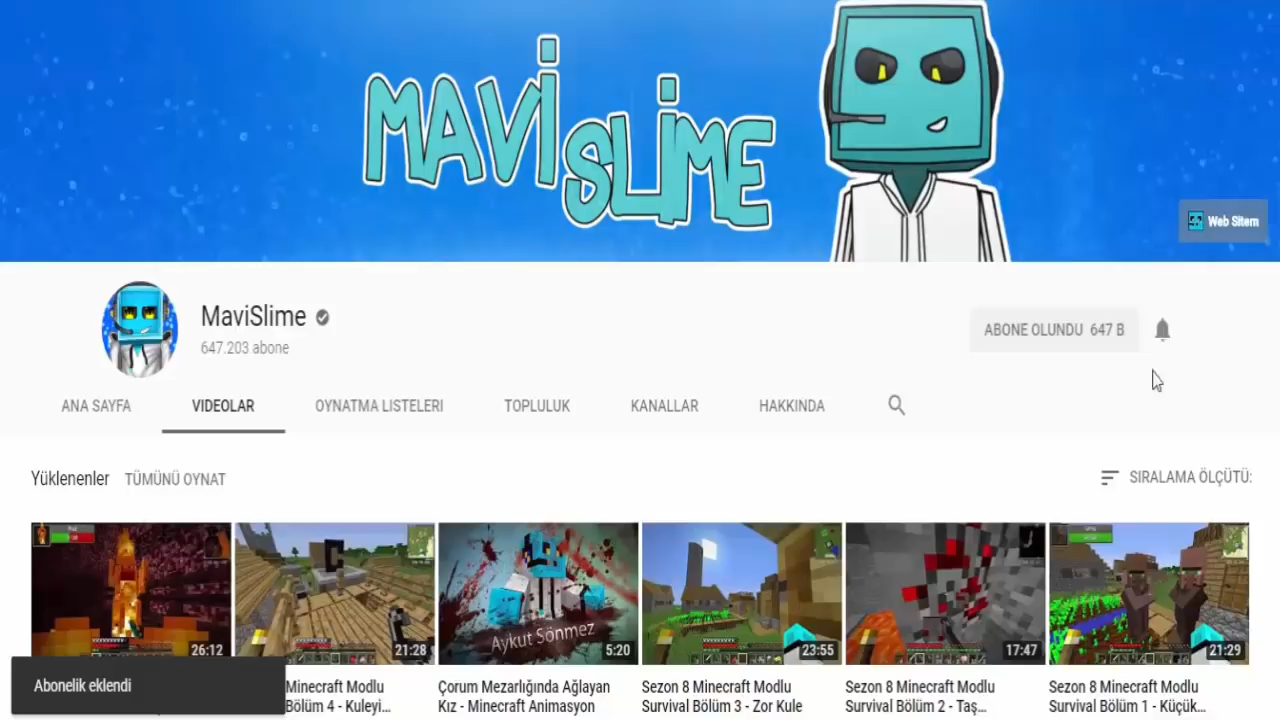 MAVİ SLİME
Web Sitem
MaviSlime
647.203 abone
ABONE OLUNDU 647 B
ANA SAYFA
VIDEOLAR
OYNATMA LISTELERI
TOPLULUK
KANALLAR
HAKKINDA
Yüklenenler
TÜMÜNÜ OYNAT
SIRALAMA ÖLÇÜTÜ:
26:12
21:28
Aykut Sönmez
5:20
23:55
17:47
21:29
Abonelik eklendi
Minecraft Modlu
Bölüm 4 - Kuleyi...
Çorum Mezarlığında Ağlayan
Kız - Minecraft Animasyon
Sezon 8 Minecraft Modlu
Survival Bölüm 3 - Zor Kule
Sezon 8 Minecraft Modlu
Survival Bölüm 2 - Taş...
Sezon 8 Minecraft Modlu
Survival Bölüm 1 - Küçük...